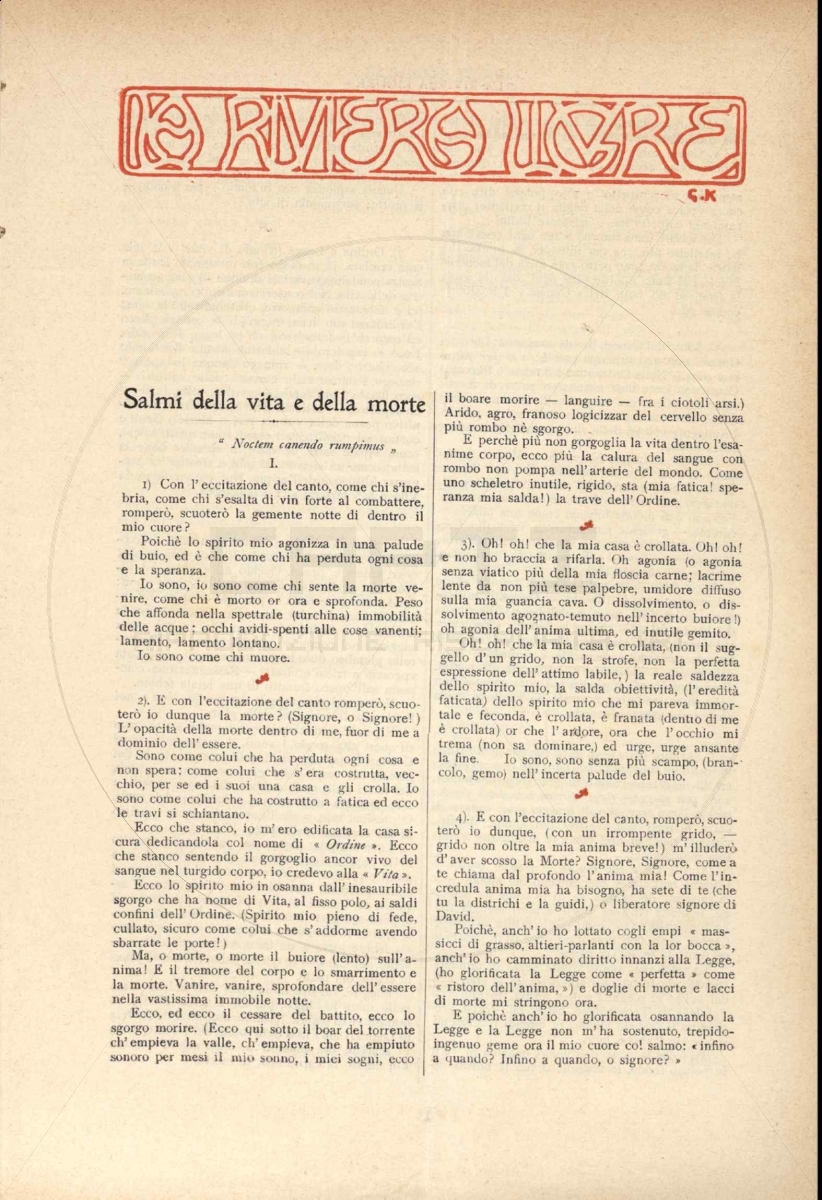 LA RIVIERA LIGVRE
G.K
Salmi della vita e della morte
“ Noctem canendo rumpimus „
I.
1) Con l'eccitazione del canto, come chi s'ine-
bria, come chi s'esalta di vin forte al combattere,
romperò, scuoterò la gemente notte di dentro il
mio cuore?
Poichè lo spirito mio agonizza in una palude
di buio, ed è che come chi ha perduta ogni cosa
e la speranza.
Io sono, io sono come chi sente la morte ve-
nire, come chi è morto or ora e sprofonda. Peso
che affonda nella spettrale (turchina) immobilità
delle acque; occhi avidi-spenti alle cose vanenti;
lamento, lamento lontano.
Io sono come chi muore.
2). E con l'eccitazione del canto romperò, scuo-
terò io dunque la morte? (Signore, o Signore!)
L'opacità della morte dentro di me, fuor di me a
dominio dell'essere.
Sono come colui che ha perduta ogni cosa e
non spera; come colui che s'era costrutta, vec-
chio, per se ed i suoi una casa e gli crolla. Io
sono come colui che ha costrutto a fatica ed ecco
le travi si schiantano.
Ecco che stanco, io m'ero edificata la casa si-
cura dedicandola col nome di « Ordine ». Ecco
che stanco sentendo il gorgoglio ancor vivo del
sangue nel turgido corpo, io credevo alla « Vita ».
Ecco lo spirito mio in osanna dall'inesauribile
sgorgo che ha nome di Vita, al fisso polo, ai saldi
confini dell'Ordine. (Spirito mio pieno di fede,
cullato, sicuro come colui che s'addorme avendo
sbarrate le porte!)
Ma, o morte, o morte il buiore (lento) sull'a-
nima! E il tremore del corpo e lo smarrimento e
la morte. Vanire, vanire, sprofondare dell'essere
nella vastissima immobile notte.
Ecco, ed ecco il cessare del battito, ecco lo
sgorgo morire. (Ecco qui sotto il boar del torrente
ch'empieva la valle, ch'empieva, che ha empiuto
sonoro per mesi il mio sonno, i miei sogni, ecco
il boare morire — languire — fra i ciotoli arsi.)
Arido, agro, franoso logicizzar del cervello senza
più rombo nè sgorgo.
E perchè più non gorgoglia la vita dentro l'esa-
nime corpo, ecco più la calura del sangue con
rombo non pompa nell'arterie del mondo. Come
uno scheletro inutile, rigido, sta (mia fatica! spe-
ranza mia salda!) la trave dell'Ordine.
3). Oh! oh! che la mia casa è crollata. Oh! oh!
e non ho braccia a rifarla. Oh agonia (o agonia
senza viatico più della mia floscia carne; lacrime
lente da non più tese palpebre, umidore diffuso
sulla mia guancia cava. O dissolvimento, o dis-
solvimento agognato-temuto nell'incerto buiore!)
oh agonia dell'anima ultima, ed inutile gemito.
Oh! oh! che la mia casa è crollata, (non il sug-
gello d'un grido, non la strofe, non la perfetta
espressione dell'attimo labile,) la reale saldezza
dello spirito mio, la salda obiettività, (l'eredità
faticata) dello spirito mio che mi pareva immor-
tale e feconda, è crollata, è franata (dentro di me
è crollata) or che l'ardore, ora che l'occhio mi
trema (non sa dominare,) ed urge, urge ansante
la fine. Io sono, sono senza più scampo, (bran-
colo, gemo) nell'incerta palude del buio.
4). E con l'eccitazione del canto, romperò, scuo-
terò io dunque, (con un irrompente grido, —
grido non oltre la mia anima breve!) m'illuderò
d'aver scosso la Morte? Signore, Signore, come a
te chiama dal profondo l'anima mia! Come l'in-
credula anima mia ha bisogno, ha sete di te (che
tu la districhi e la guidi,) o liberatore signore di
David.
Poichè, anch'io ho lottato cogli empi « mas-
sicci di grasso, altieri-parlanti con la lor bocca »,
anch'io ho camminato diritto innanzi alla Legge,
(ho glorificata la Legge come « perfetta » come
« ristoro dell'anima, ») e doglie di morte e lacci
di morte mi stringono ora.
E poichè anch'io ho glorificata osannando la
Legge e la Legge non m'ha sostenuto, trepido-
ingenuo geme ora il mio cuore col salmo: « infino
a quando? Infino a quando, o signore? »